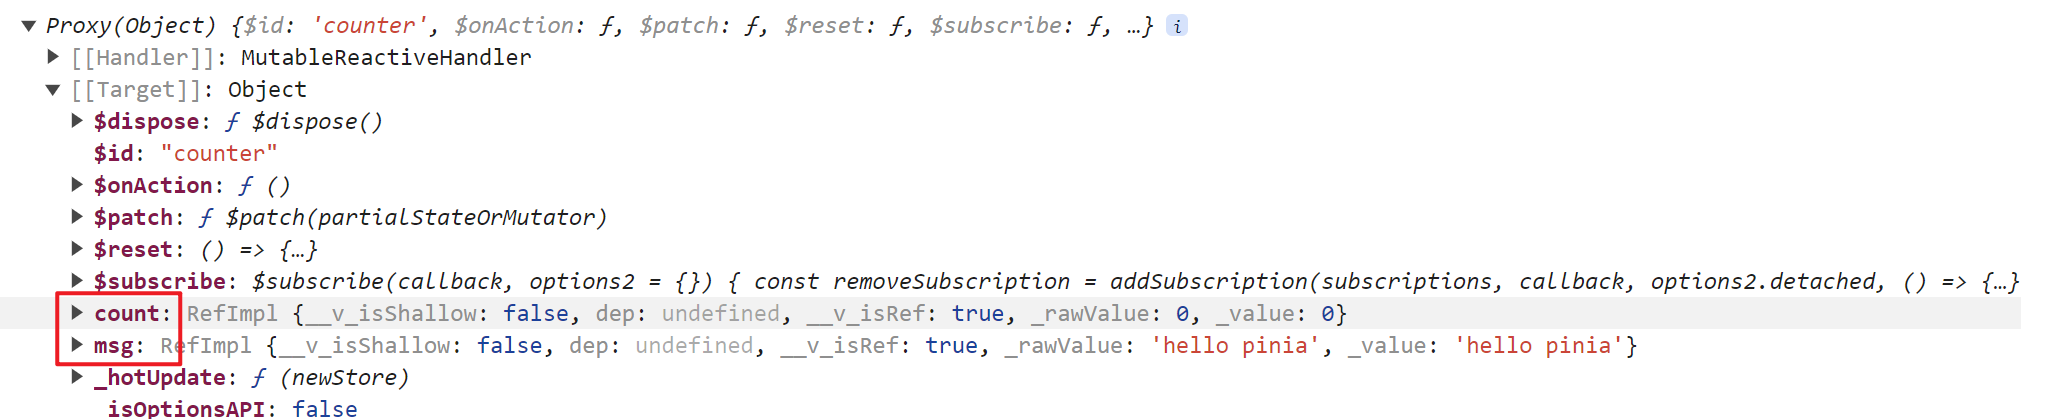 Proxy(Object) {$id: 'counter', $onAction: ƒ, $patch: ƒ, $reset: ƒ, $subscribe: ƒ, …} i
[[Handler]]: MutableReactiveHandler
[[Target]]: Object
$dispose: ƒ $dispose()
$id: "counter"
$onAction: ƒ ()
$patch: ƒ $patch(partialStateOrMutator)
$reset: () => {…}
$subscribe: $subscribe(callback, options2 = {}) { const removeSubscription = addSubscription(subscriptions, callback, options2.detached, () => {…}
count: RefImpl {__v_isShallow: false, dep: undefined, __v_isRef: true, _rawValue: 0, _value: 0}
msg: RefImpl {__v_isShallow: false, dep: undefined, __v_isRef: true, _rawValue: 'hello pinia', _value: 'hello pinia'}
_hotUpdate: ƒ (newStore)
_isOptionsAPI: false